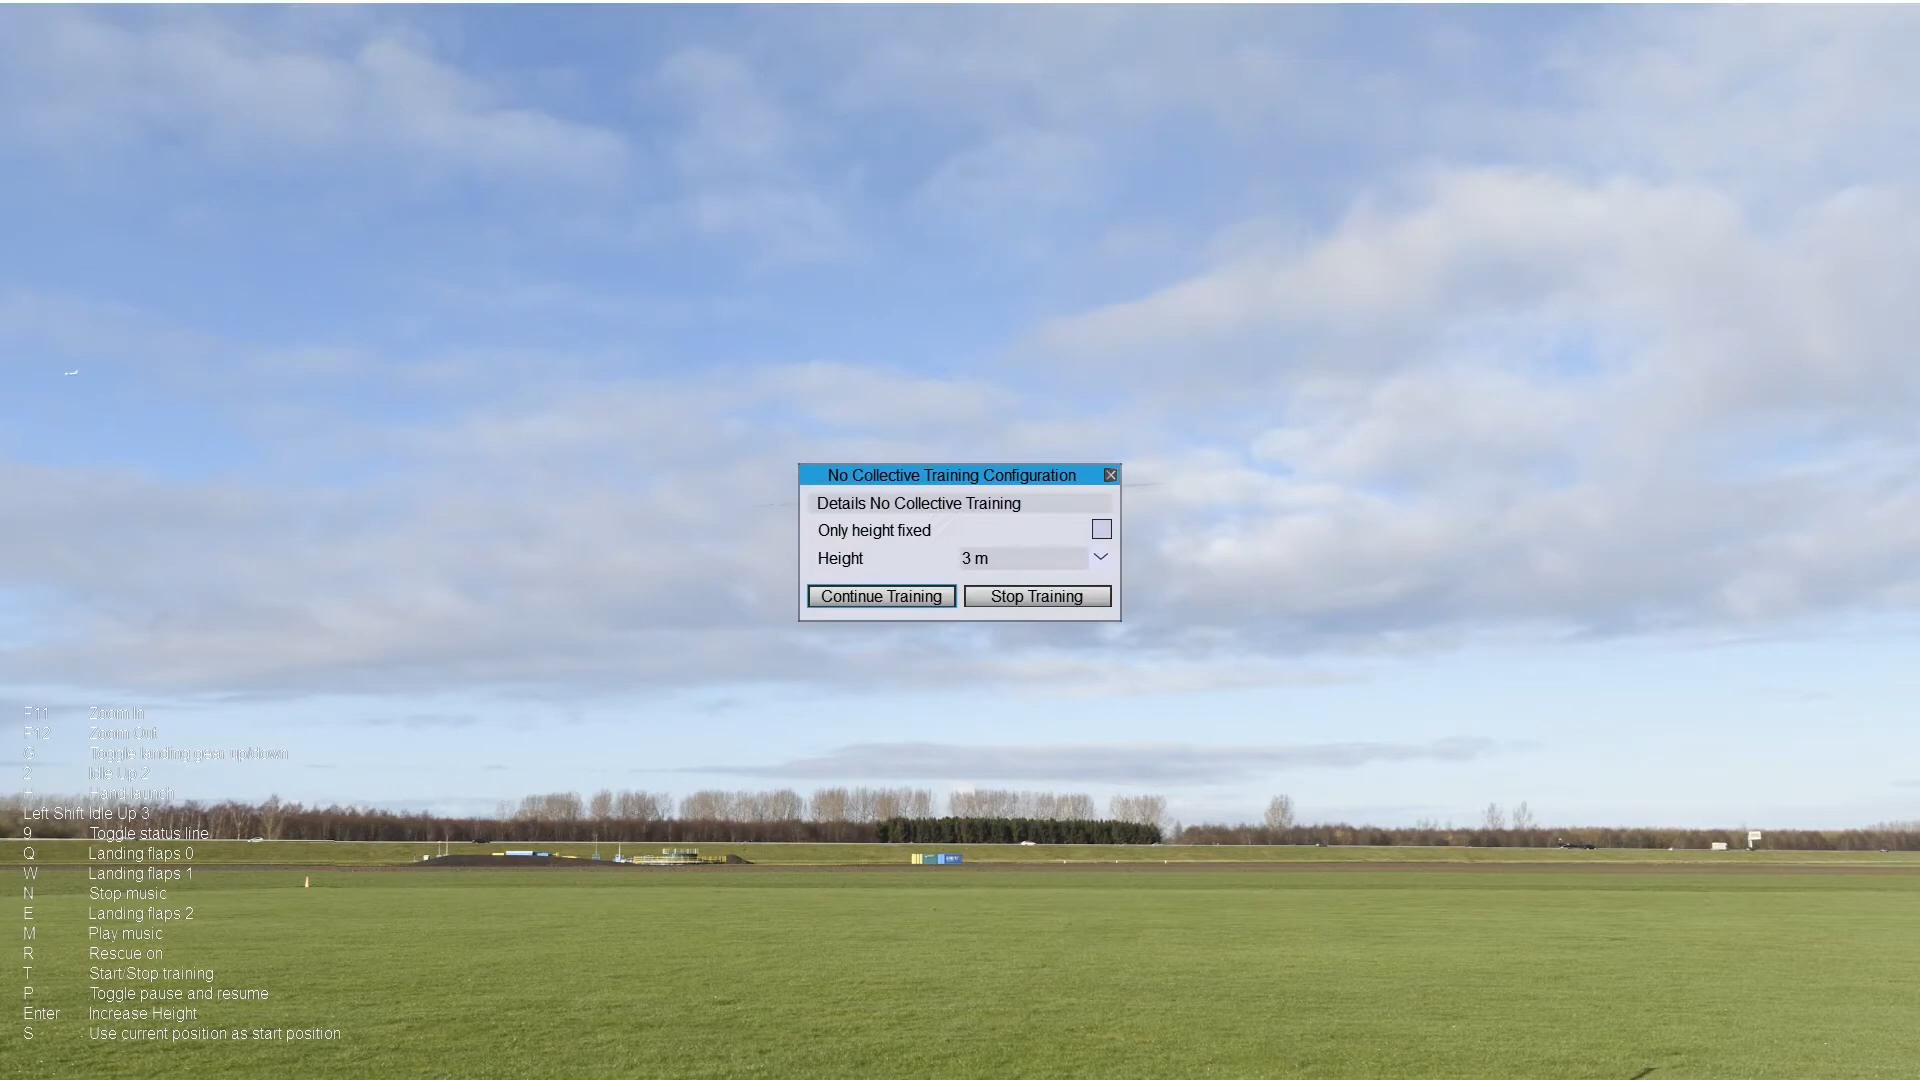 No Collective Training Configuration
Details No Collective Training
Only height fixed
Height 3 m
Continue Training Stop Training
F11 Zoom In
F12 Zoom Out
G Toggle landing gear up/down
2 Idle Up 2
Hand launch
Left Shift Idle Up 3
9 Toggle status line
Q Landing flaps 0
W Landing flaps 1
N Stop music
E Landing flaps 2
M Play music
R Rescue on
T Start/Stop training
P Toggle pause and resume
Enter Increase Height
S Use current position as start position